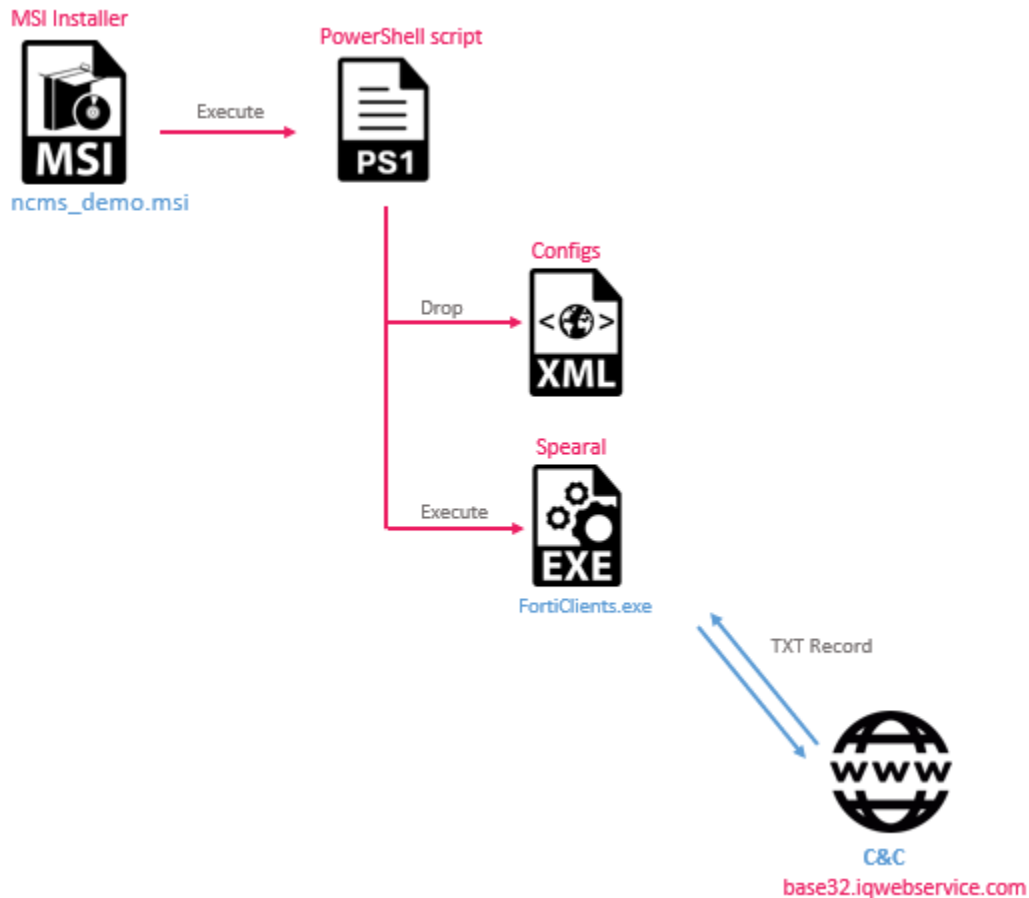 MSI Installer
PowerShell script
Execute
MSI
PS1
ncms_demo.msi
Configs
Drop
< >
XML
Spearal
Execute
EXE
FortiClients.exe
TXT Record
www
C&C
base32.iqwebservice.com